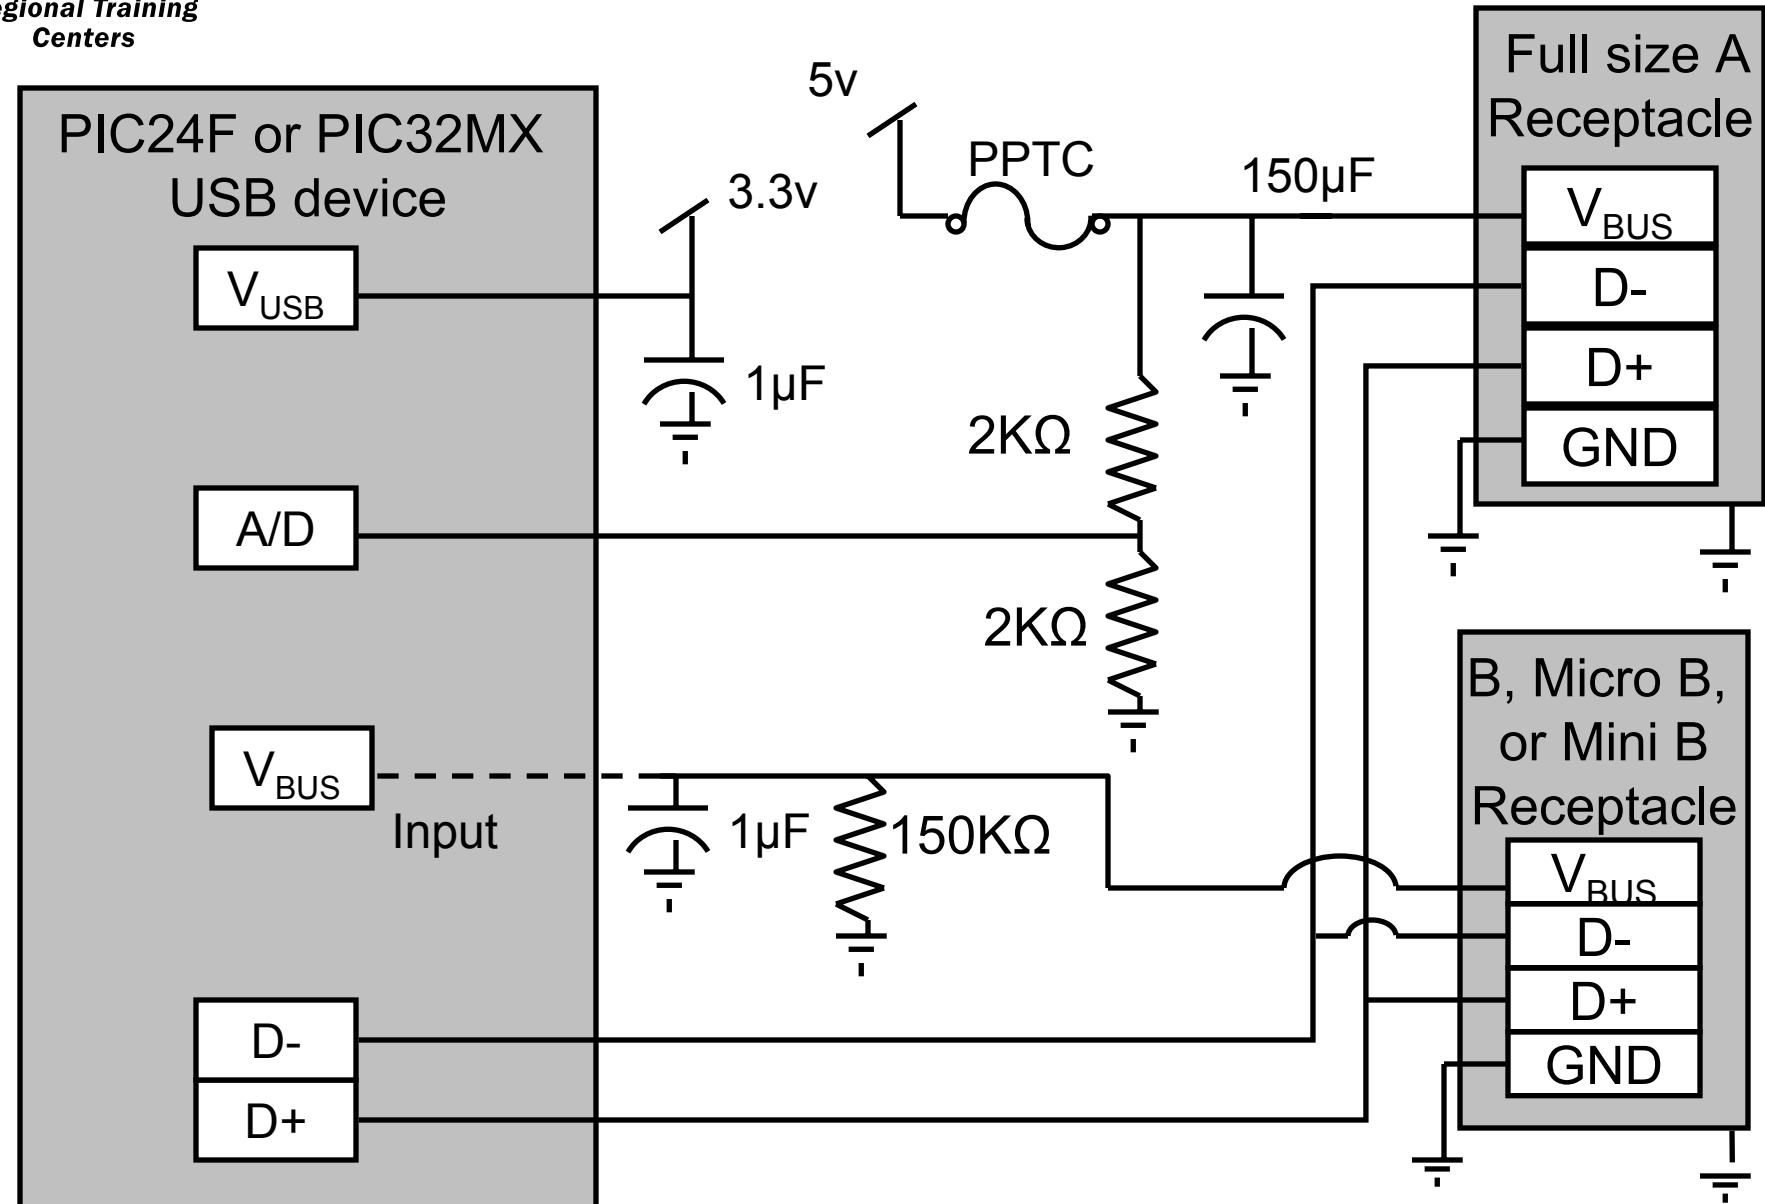 Training
Centers
PIC24F or PIC32MX
USB device
VUSB
A/D
VBUS
Input
D-
D+
3.3v
1µF
5v
PPTC
150µF
2KΩ
2KΩ
1µF
150KΩ
Full size A
Receptacle
VBUS
D-
D+
GND
B, Micro B,
or Mini B
Receptacle
VBUS
D-
D+
GND